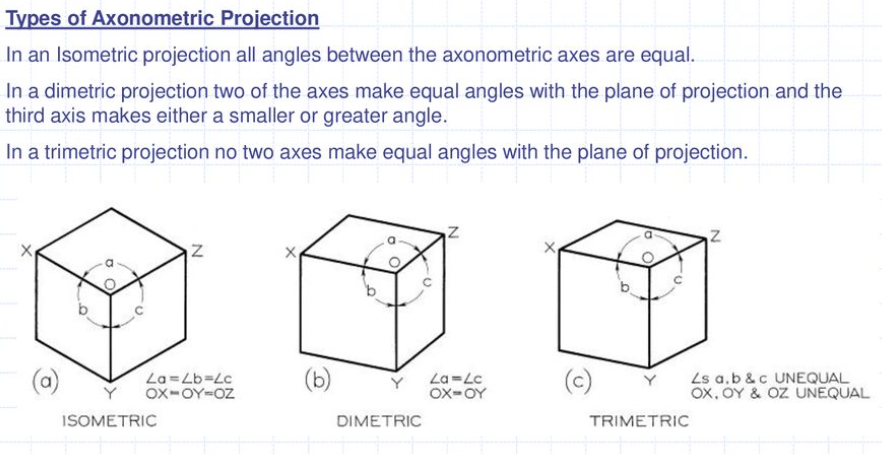 Types of Axonometric Projection
In an Isometric projection all angles between the axonometric axes are equal.
In a dimetric projection two of the axes make equal angles with the plane of projection and the
third axis makes either a smaller or greater angle.
In a trimetric projection no two axes make equal angles with the plane of projection.
X Z a O b c Y
(a) ∠a=∠b=∠c
OX=OY=OZ
ISOMETRIC
X Z a O b c Y
(b) ∠a=∠c
OX=OY
DIMETRIC
X Z a O b c Y
(c) ∠s a,b & c UNEQUAL
OX, OY & OZ UNEQUAL
TRIMETRIC